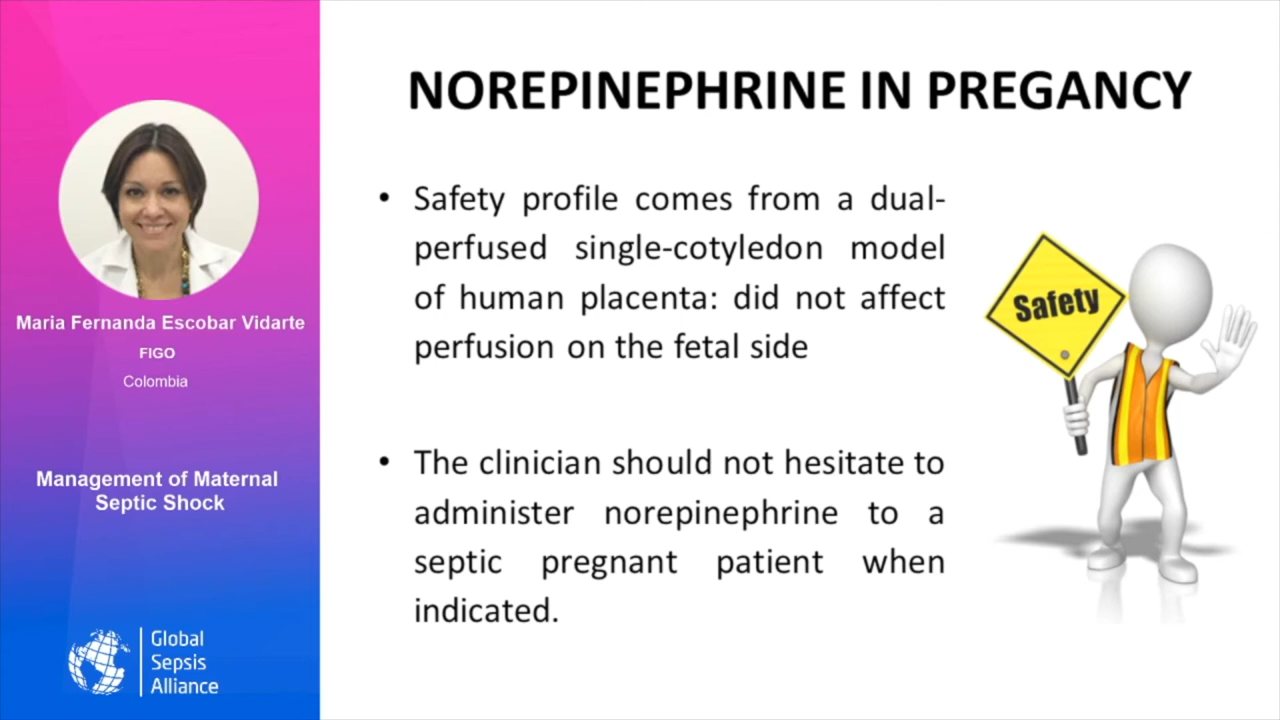 NOREPINEPHRINE IN PREGANCY
• Safety profile comes from a dual-
perfused single-cotyledon model
of human placenta: did not affect
perfusion on the fetal side
• The clinician should not hesitate to
administer norepinephrine to a
septic pregnant patient when
indicated.
Safety
Maria Fernanda Escobar Vidarte
FIGO
Colombia
Management of Maternal
Septic Shock
Global
Sepsis
Alliance